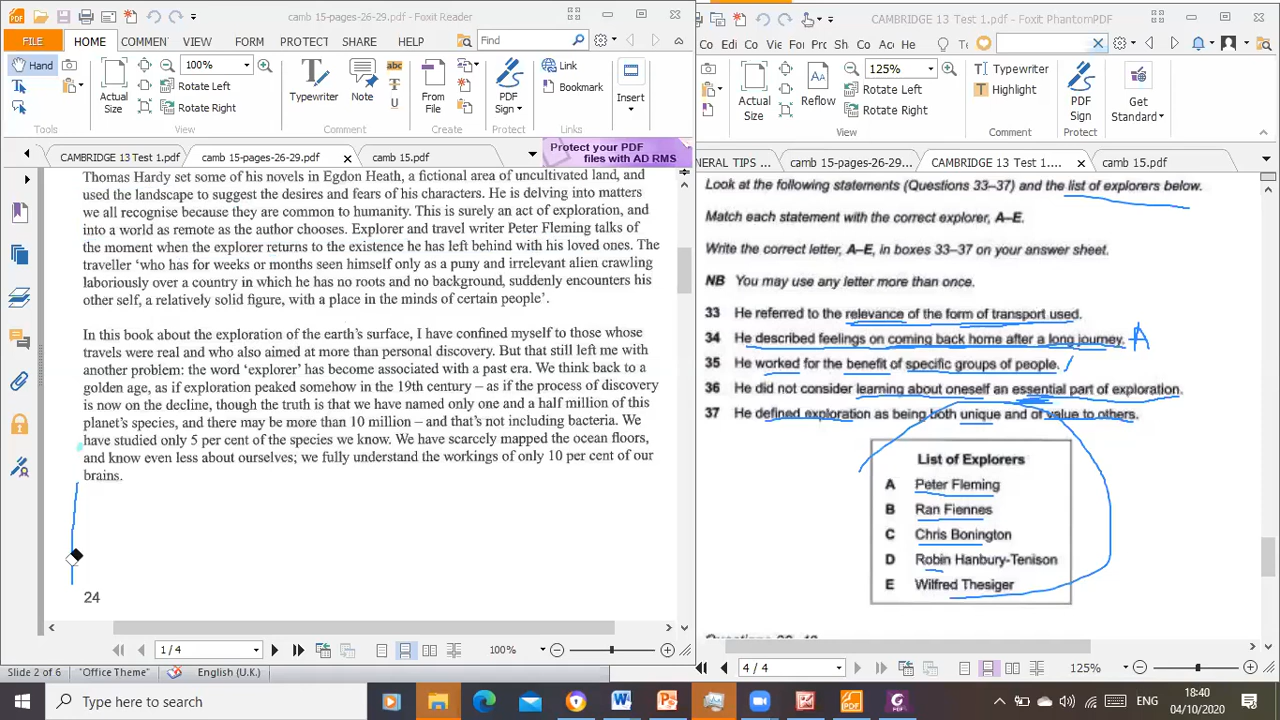 camb 15-pages-26-29.pdf - Foxit Reader
FILE HOME COMMEN VIEW FORM PROTECT SHARE HELP Find
Hand
Actual Size
100%
Rotate Left
Rotate Right
Typewriter
Note
From File
PDF Sign
Link
Bookmark
Insert
Tools View Comment Create Protect Links
CAMBRIDGE 13 Test 1.pdf camb 15-pages-26-29.pdf camb 15.pdf
Protect your PDF files with AD RMS
Thomas Hardy set some of his novels in Egdon Heath, a fictional area of uncultivated land, and
used the landscape to suggest the desires and fears of his characters. He is delving into matters
we all recognise because they are common to humanity. This is surely an act of exploration, and
into a world as remote as the author chooses. Explorer and travel writer Peter Fleming talks of
the moment when the explorer returns to the existence he has left behind with his loved ones. The
traveller ‘who has for weeks or months seen himself only as a puny and irrelevant alien crawling
laboriously over a country in which he has no roots and no background, suddenly encounters his
other self, a relatively solid figure, with a place in the minds of certain people’.
In this book about the exploration of the earth’s surface, I have confined myself to those whose
travels were real and who also aimed at more than personal discovery. But that still left me with
another problem: the word ‘explorer’ has become associated with a past era. We think back to a
golden age, as if exploration peaked somehow in the 19th century – as if the process of discovery
is now on the decline, though the truth is that we have named only one and a half million of this
planet’s species, and there may be more than 10 million – and that’s not including bacteria. We
have studied only 5 per cent of the species we know. We have scarcely mapped the ocean floors,
and know even less about ourselves; we fully understand the workings of only 10 per cent of our
brains.
24
1/4 100%
Slide 2 of 6 "Office Theme" English (U.K.)
CAMBRIDGE 13 Test 1.pdf - Foxit PhantomPDF
Co Ec Vi For Pro Sh Co Ac He T
Actual Size
Reflow
125%
Rotate Left
Rotate Right
Typewriter
Highlight
PDF Sign
Get Standard
View Comment Protect
NERAL TIPS ... camb 15-pages-26-29... CAMBRIDGE 13 Test 1.... camb 15.pdf
Look at the following statements (Questions 33–37) and the list of explorers below.
Match each statement with the correct explorer, A–E.
Write the correct letter, A–E, in boxes 33–37 on your answer sheet.
NB You may use any letter more than once.
33 He referred to the relevance of the form of transport used.
34 He described feelings on coming back home after a long journey. A
35 He worked for the benefit of specific groups of people.
36 He did not consider learning about oneself an essential part of exploration.
37 He defined exploration as being both unique and of value to others.
List of Explorers
A Peter Fleming
B Ran Fiennes
C Chris Bonington
D Robin Hanbury-Tenison
E Wilfred Thesiger
4/4 125%
Type here to search
ENG
18:40
04/10/2020